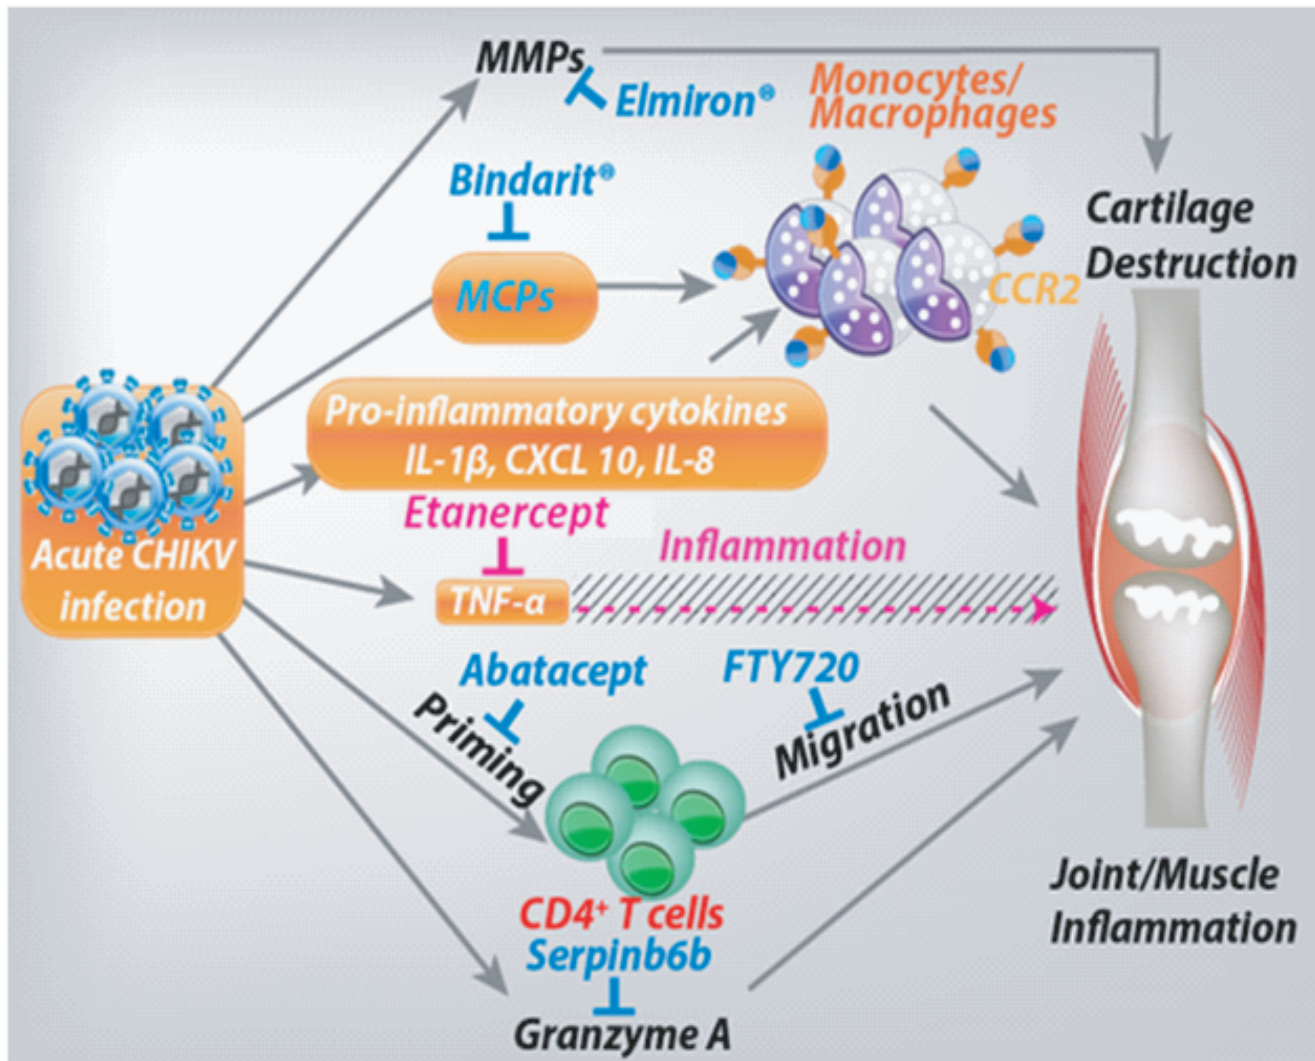 MMPs
Elmiron®
Monocytes/
Macrophages
Bindarit®
Cartilage
Destruction
MCPs
CCR2
Pro-inflammatory cytokines
IL-1β, CXCL 10, IL-8
Etanercept
Inflammation
Acute CHIKV
infection
TNF-α
Abatacept
FTY720
Priming
Migration
CD4⁺ T cells
Serpinb6b
Granzyme A
Joint/Muscle
Inflammation